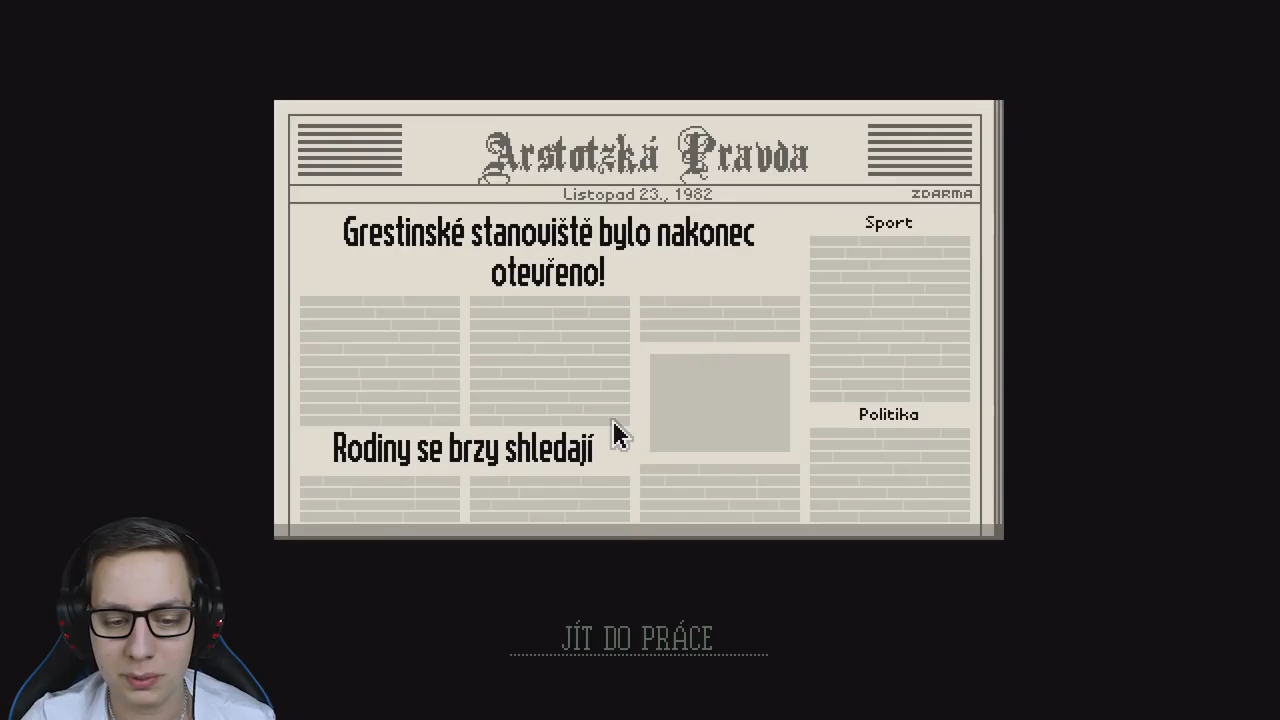 Arstotzká Pravda
Listopad 23., 1982
ZDARMA
Grestinské stanoviště bylo nakonec
otevřeno!
Rodiny se brzy shledají
Sport
Politika
JÍT DO PRÁCE